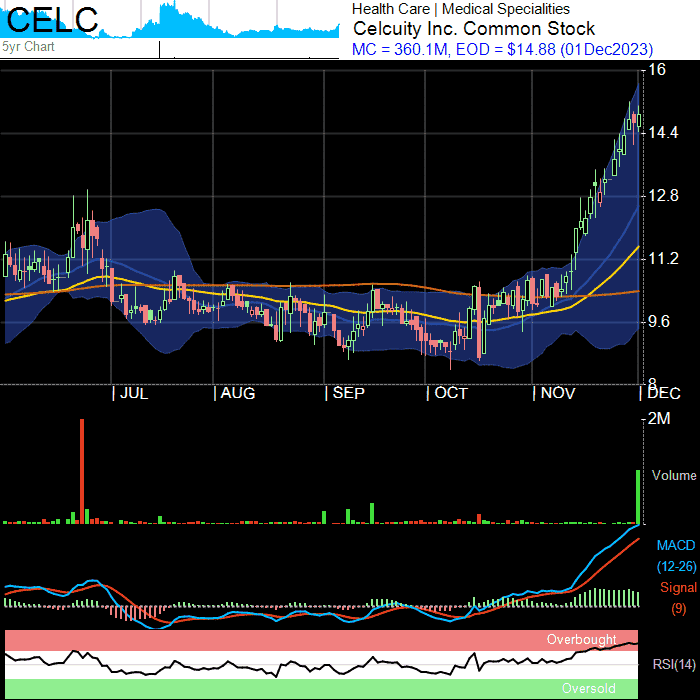 CELC
5yr Chart
Health Care | Medical Specialities
Celcuity Inc. Common Stock
MC = 360.1M, EOD = $14.88 (01Dec2023)
16
14.4
12.8
11.2
9.6
8
JUL AUG SEP OCT NOV DEC
2M
Volume
MACD
(12-26)
Signal
(9)
Overbought
RSI(14)
Oversold